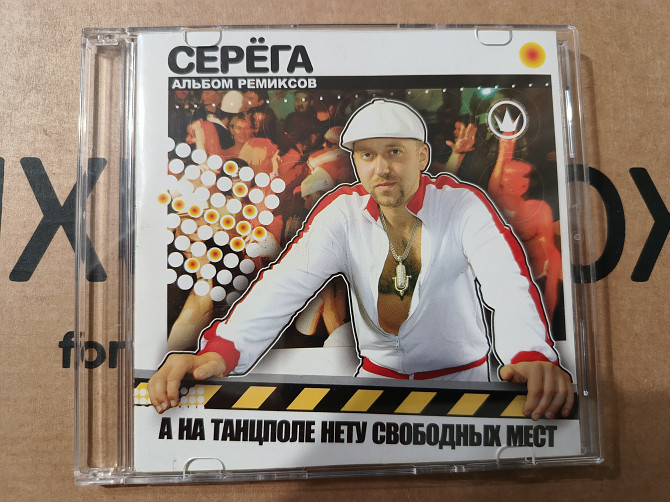 СЕРЁГА
АЛЬБОМ РЕМИКСОВ
for
А НА ТАНЦПОЛЕ НЕТУ СВОБОДНЫХ МЕСТ